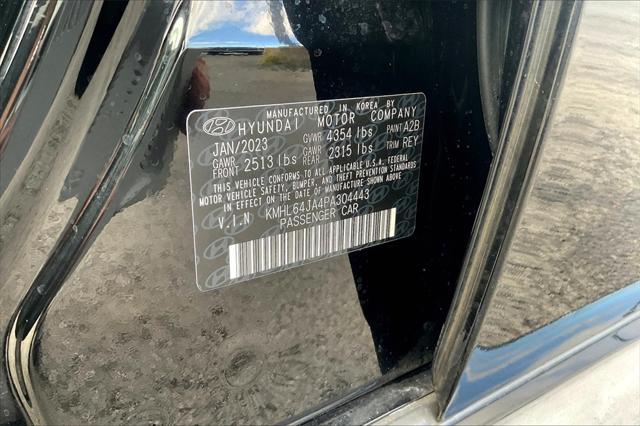 MANUFACTURED IN KOREA BY
HYUNDAI MOTOR COMPANY
JAN/2023 GVWR 4354 lbs PAINT A2B
GAWR FRONT 2513 lbs GAWR REAR 2315 lbs TRIM REY
THIS VEHICLE CONFORMS TO ALL APPLICABLE U.S.A. FEDERAL
MOTOR VEHICLE SAFETY, BUMPER, AND THEFT PREVENTION STANDARDS
IN EFFECT ON THE DATE OF MANUFACTURE SHOWN ABOVE.
V.I.N KMHL64JA4PA304443
PASSENGER CAR